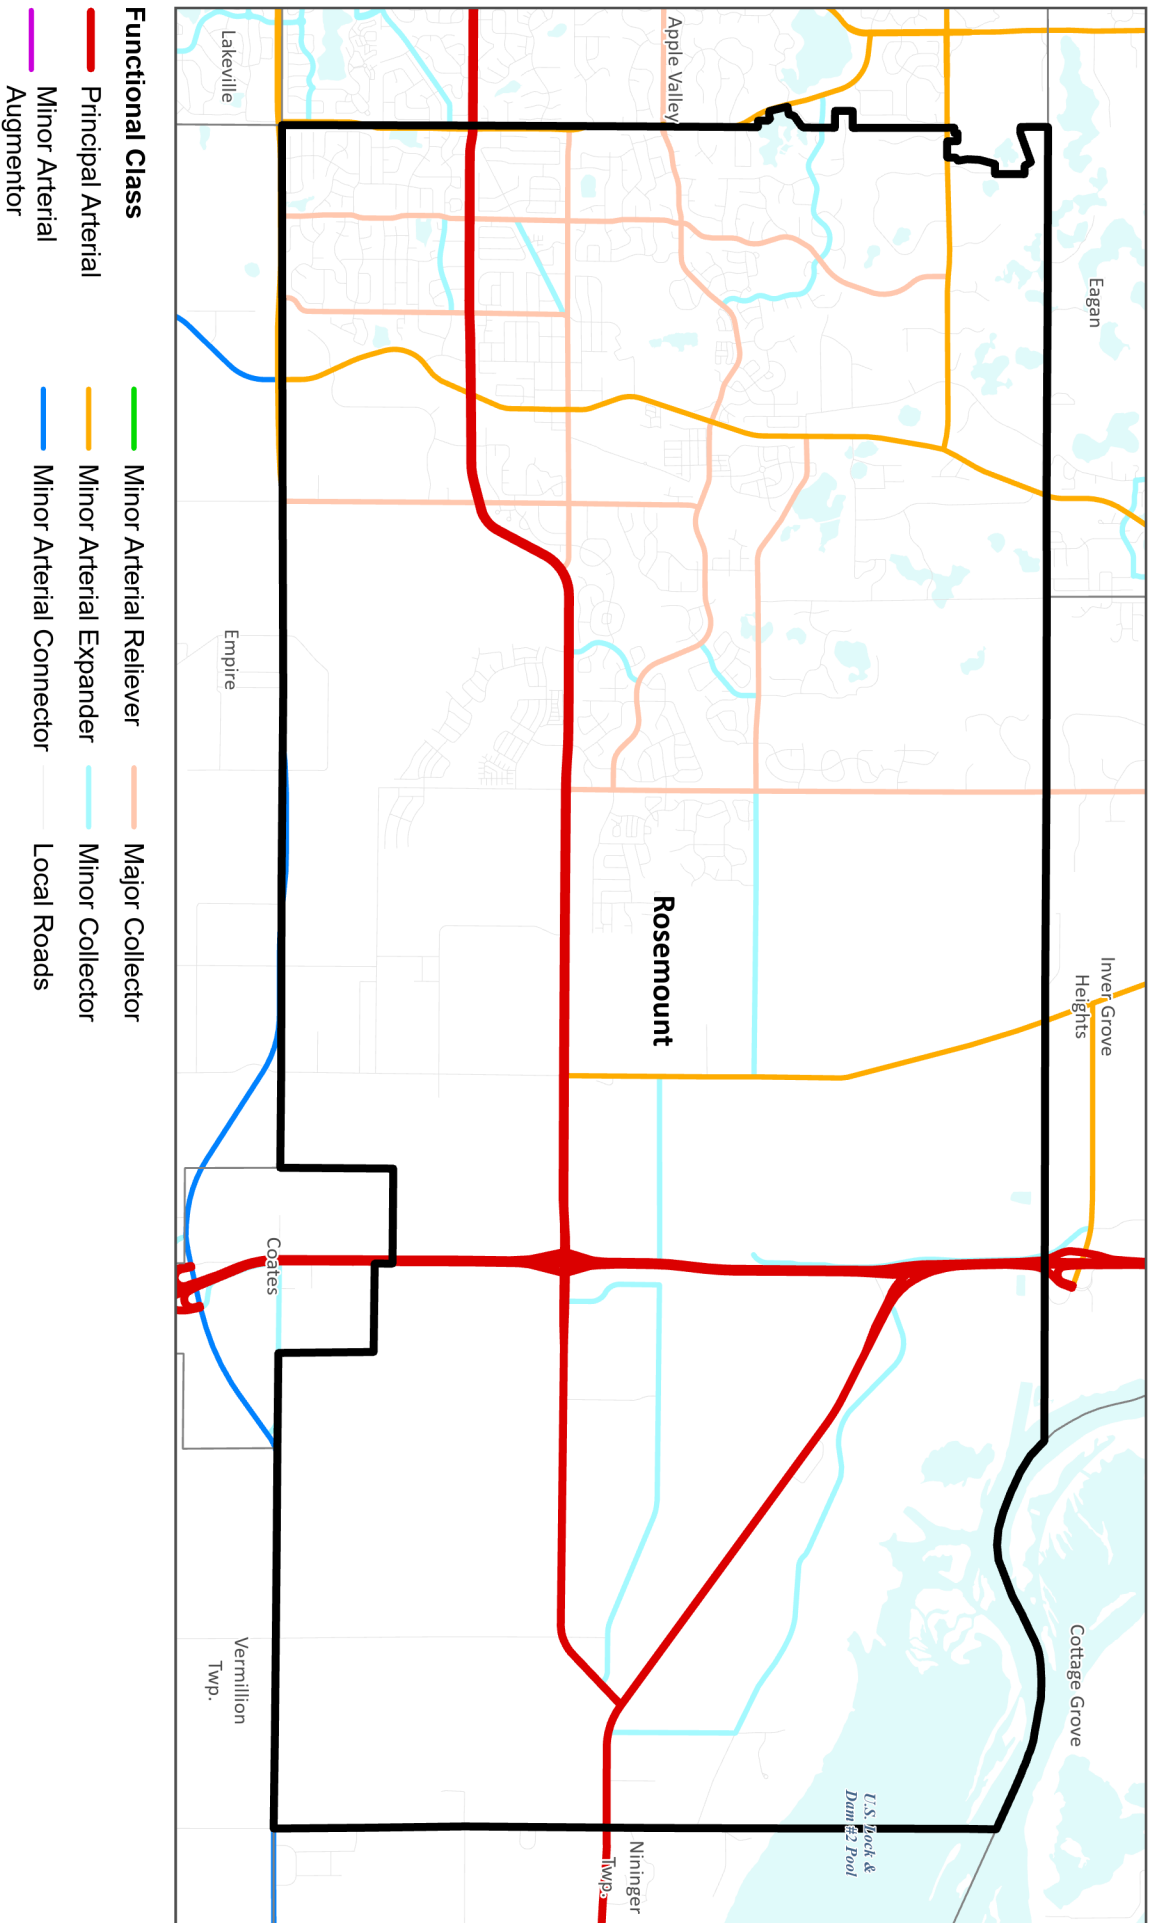 Eagan
Inver Grove
Heights
Cottage Grove
U.S. Lock &
Dam #2 Pool
Apple Valley
Rosemount
Nininger
Twp.
Lakeville
Empire
Coates
Vermillion
Twp.
Functional Class
Principal Arterial
Minor Arterial
Augmentor
Minor Arterial Reliever
Minor Arterial Expander
Minor Arterial Connector
Major Collector
Minor Collector
Local Roads